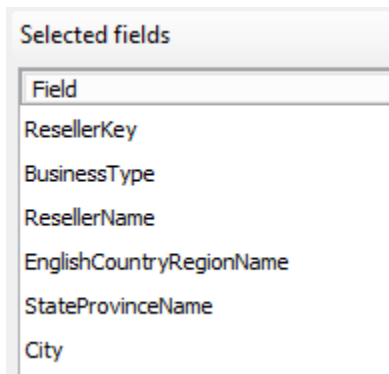 Selected fields
Field
ResellerKey
BusinessType
ResellerName
EnglishCountryRegionName
StateProvinceName
City